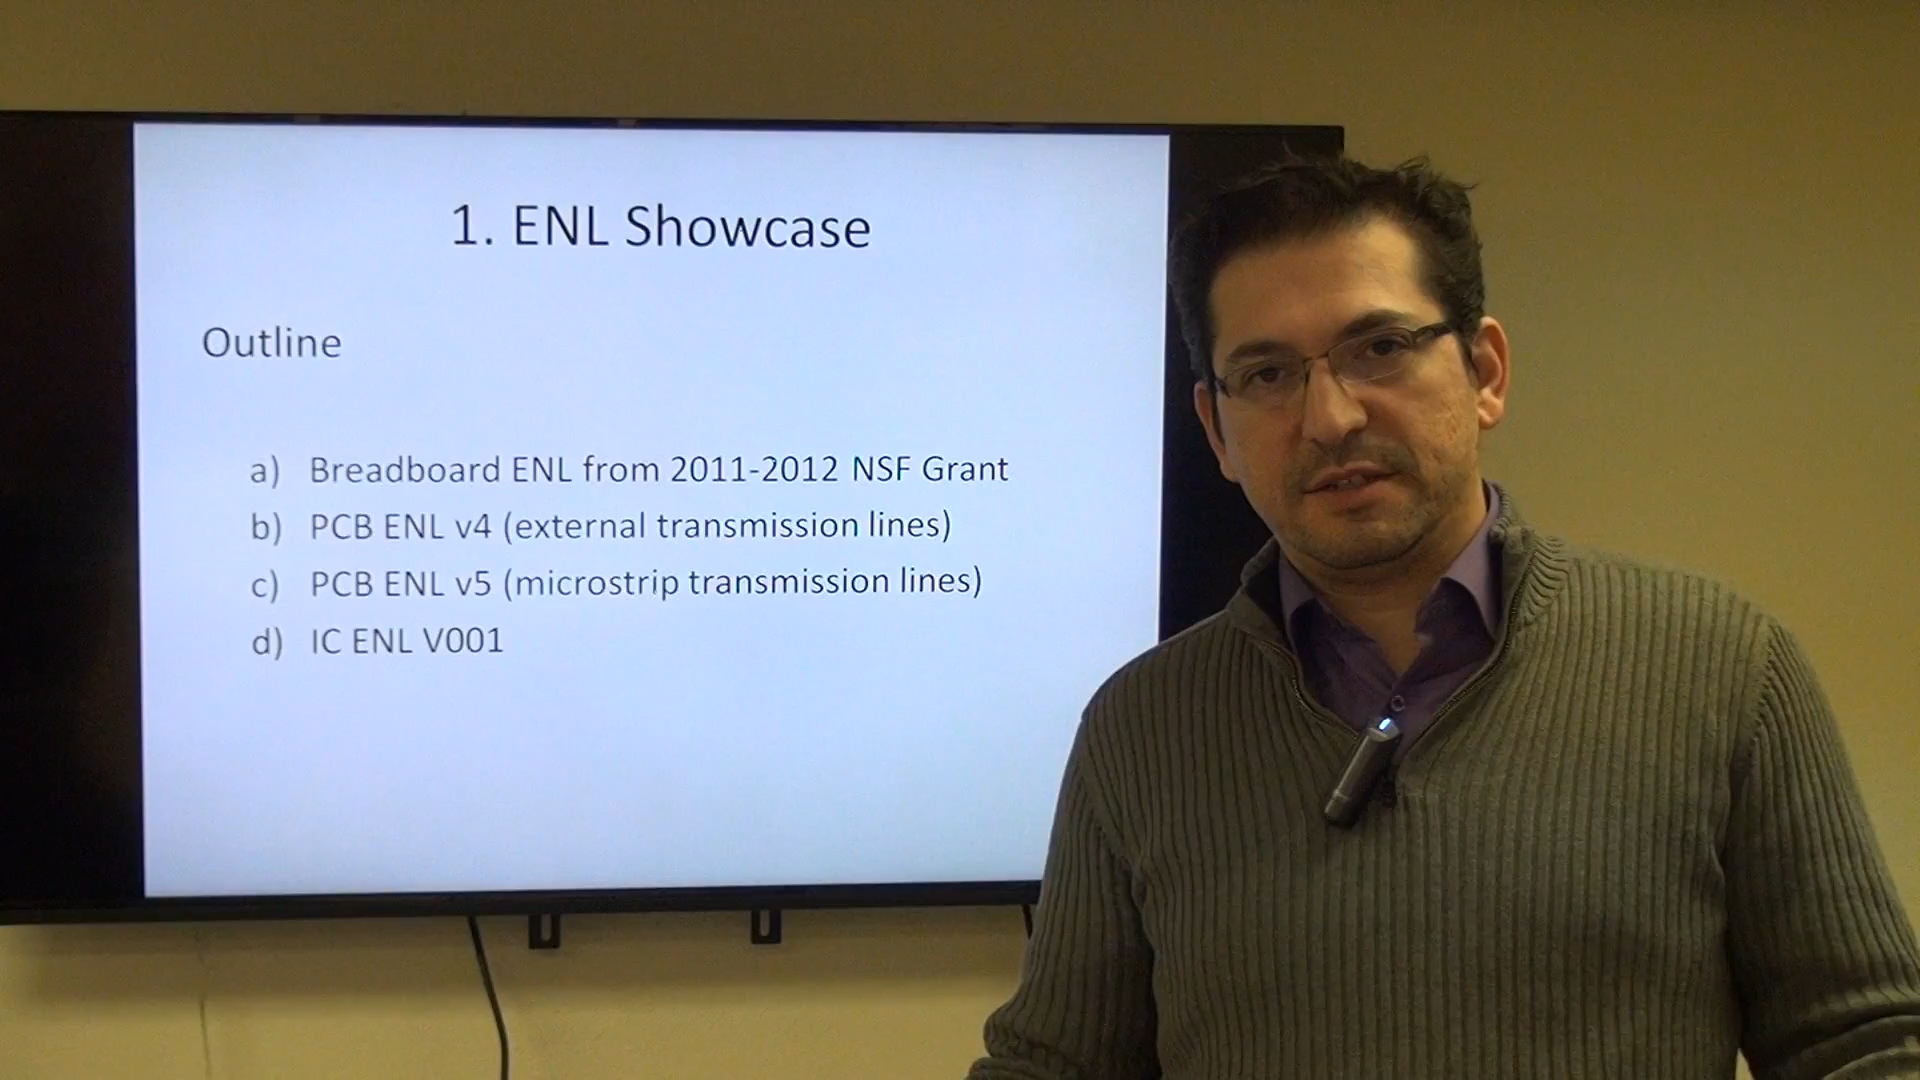 1. ENL Showcase
Outline
a) Breadboard ENL from 2011-2012 NSF Grant
b) PCB ENL v4 (external transmission lines)
c) PCB ENL v5 (microstrip transmission lines)
d) IC ENL V001